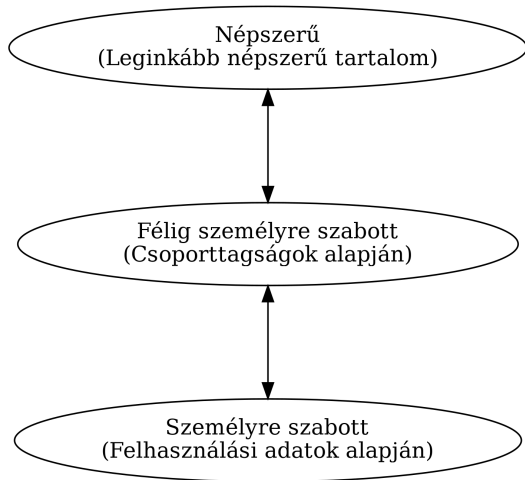 Népszerű
(Leginkább népszerű tartalom)
Félig személyre szabott
(Csoporttagságok alapján)
Személyre szabott
(Felhasználási adatok alapján)